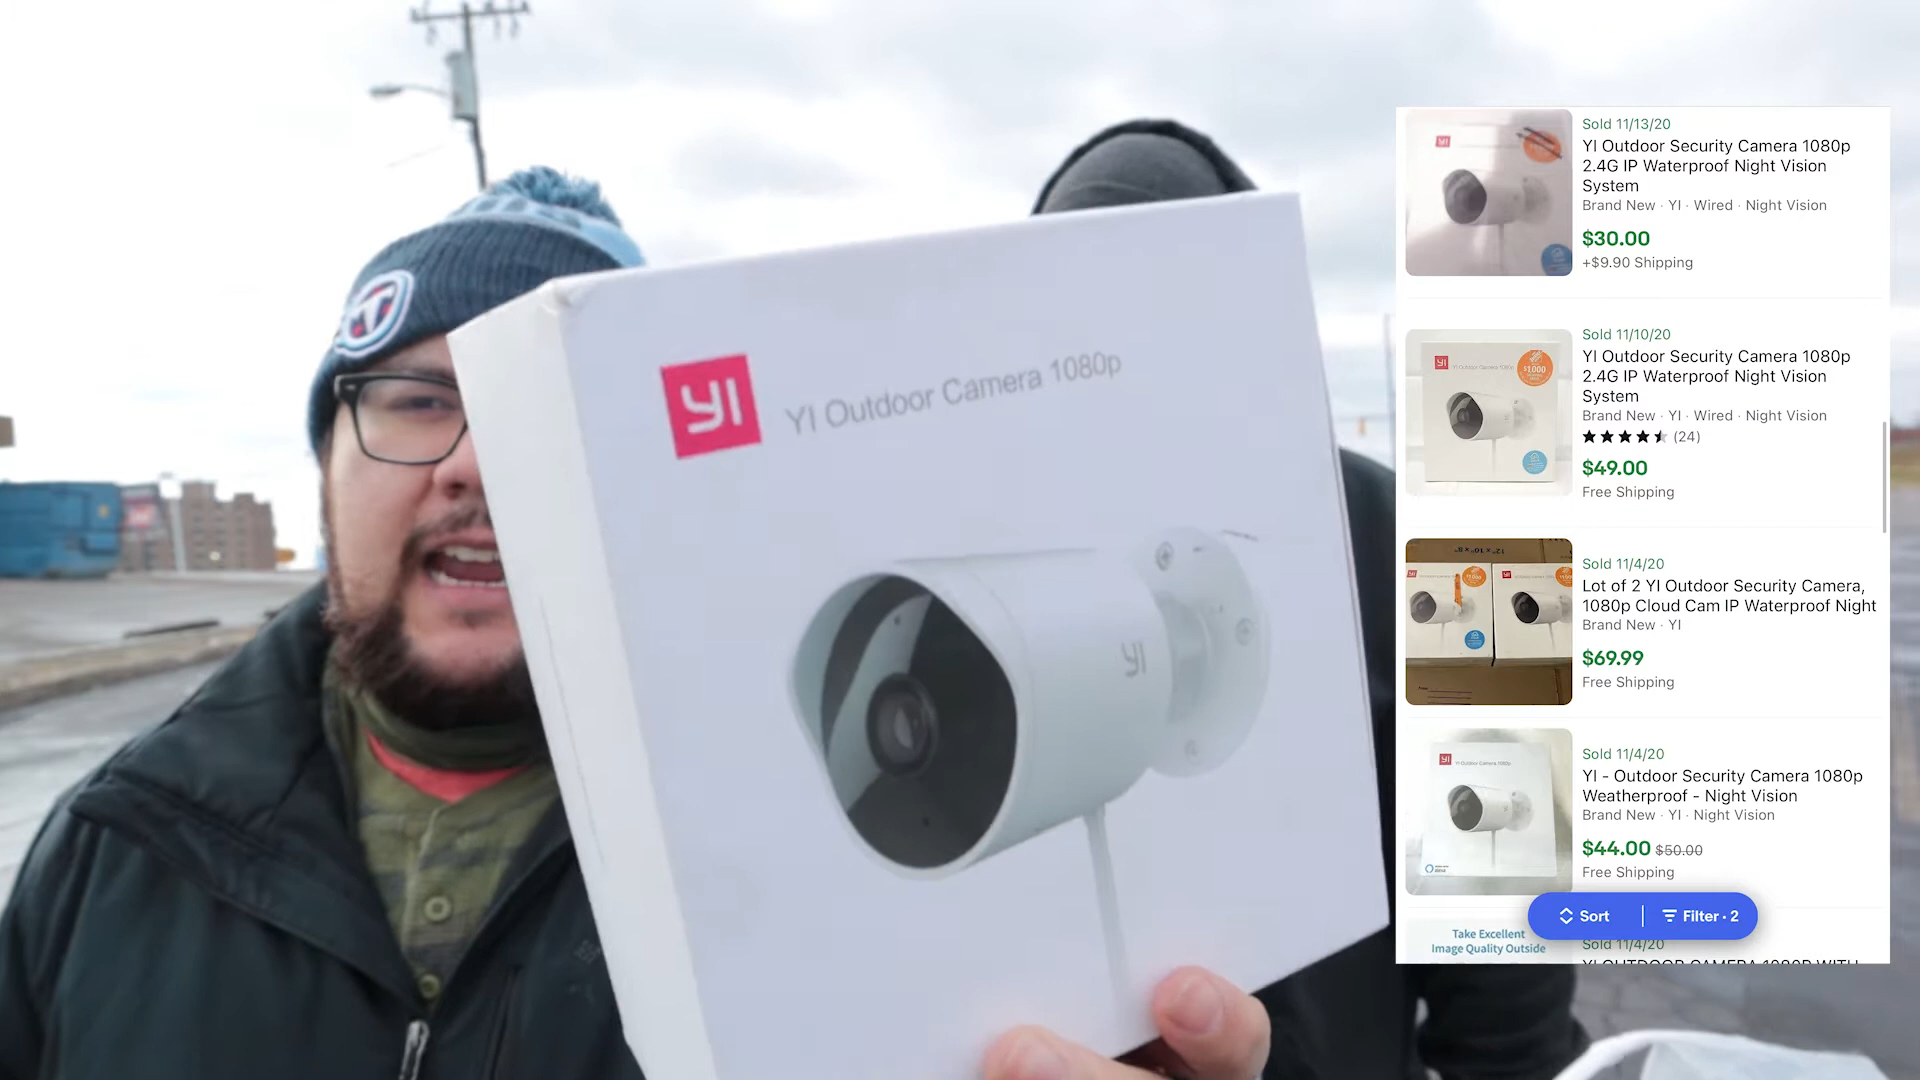 YI
YI Outdoor Camera 1080p
YI
Sold 11/13/20
YI Outdoor Security Camera 1080p
2.4G IP Waterproof Night Vision
System
Brand New · YI · Wired · Night Vision
$30.00
+$9.90 Shipping
Sold 11/10/20
YI Outdoor Security Camera 1080p
2.4G IP Waterproof Night Vision
System
Brand New · YI · Wired · Night Vision
(24)
$49.00
Free Shipping
Sold 11/4/20
Lot of 2 YI Outdoor Security Camera,
1080p Cloud Cam IP Waterproof Night
Brand New · YI
$69.99
Free Shipping
Sold 11/4/20
YI - Outdoor Security Camera 1080p
Weatherproof - Night Vision
Brand New · YI · Night Vision
$44.00 $50.00
Free Shipping
Sort
Filter · 2
Take Excellent
Image Quality Outside
Sold 11/4/20
YI OUTDOOR CAMERA 1080P WITH